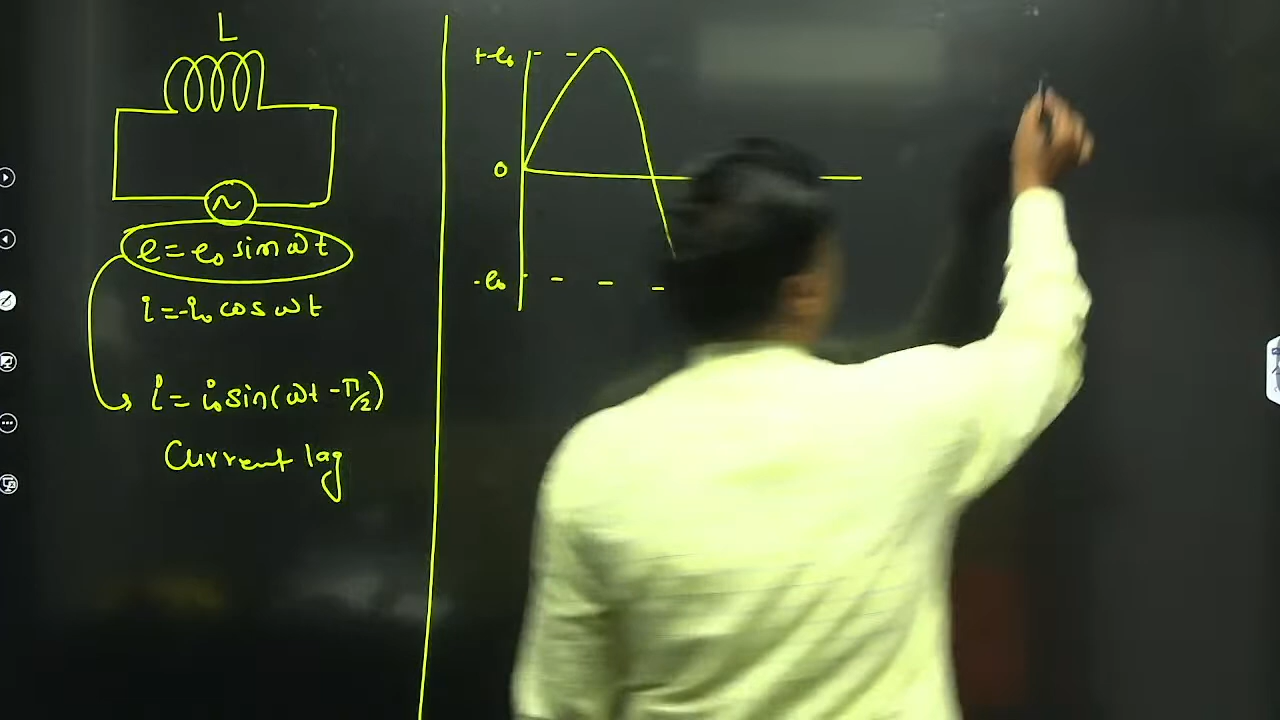 L
~
e = e₀ sin ωt
i = -i₀ cos ωt
i = i₀ sin(ωt - π/2)
Current lag
+e₀
0
-e₀